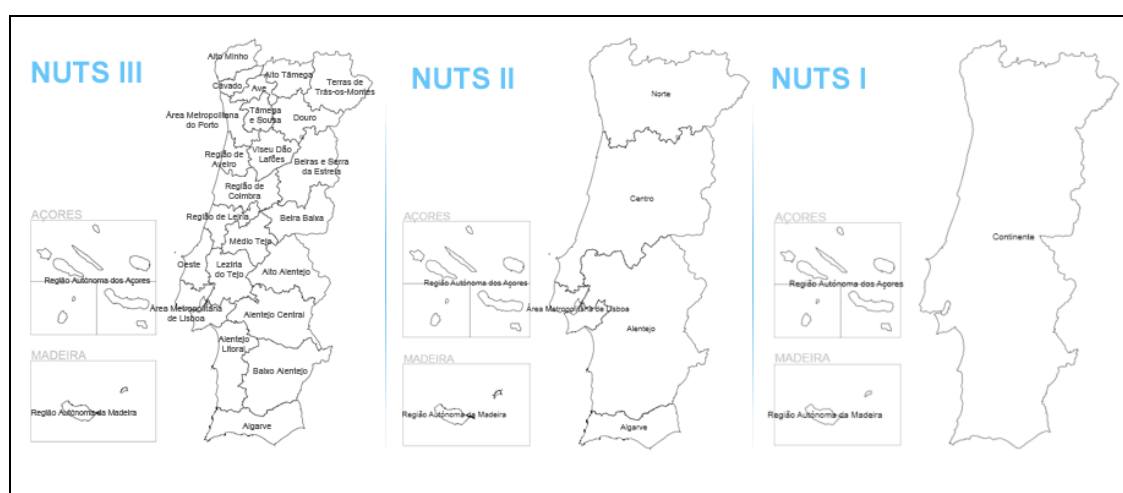 NUTS III
Alto Minho
Alto Tâmega
Terras de
Trás-os-Montes
Cávado
Ave
Tâmega
e Sousa
Douro
Área Metropolitana
do Porto
Viseu Dão
Lafões
Região de
Aveiro
Beiras e Serra
da Estrela
Região de
Coimbra
Região de Leiria
Beira Baixa
Médio Tejo
Oeste
Lezíria
do Tejo
Alto Alentejo
Área Metropolitana
de Lisboa
Alentejo Central
Alentejo
Litoral
Baixo Alentejo
Algarve
AÇORES
Região Autónoma dos Açores
MADEIRA
Região Autónoma da Madeira
NUTS II
Norte
Centro
Área Metropolitana de Lisboa
Alentejo
Algarve
AÇORES
Região Autónoma dos Açores
MADEIRA
Região Autónoma da Madeira
NUTS I
Continente
AÇORES
Região Autónoma dos Açores
MADEIRA
Região Autónoma da Madeira